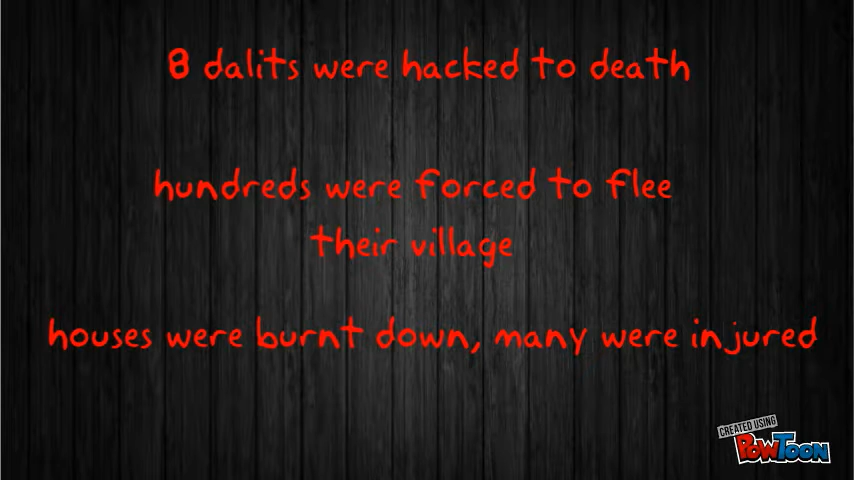 8 dalits were hacked to death
hundreds were forced to flee
their village
houses were burnt down, many were injured
CREATED USING
POWTOON